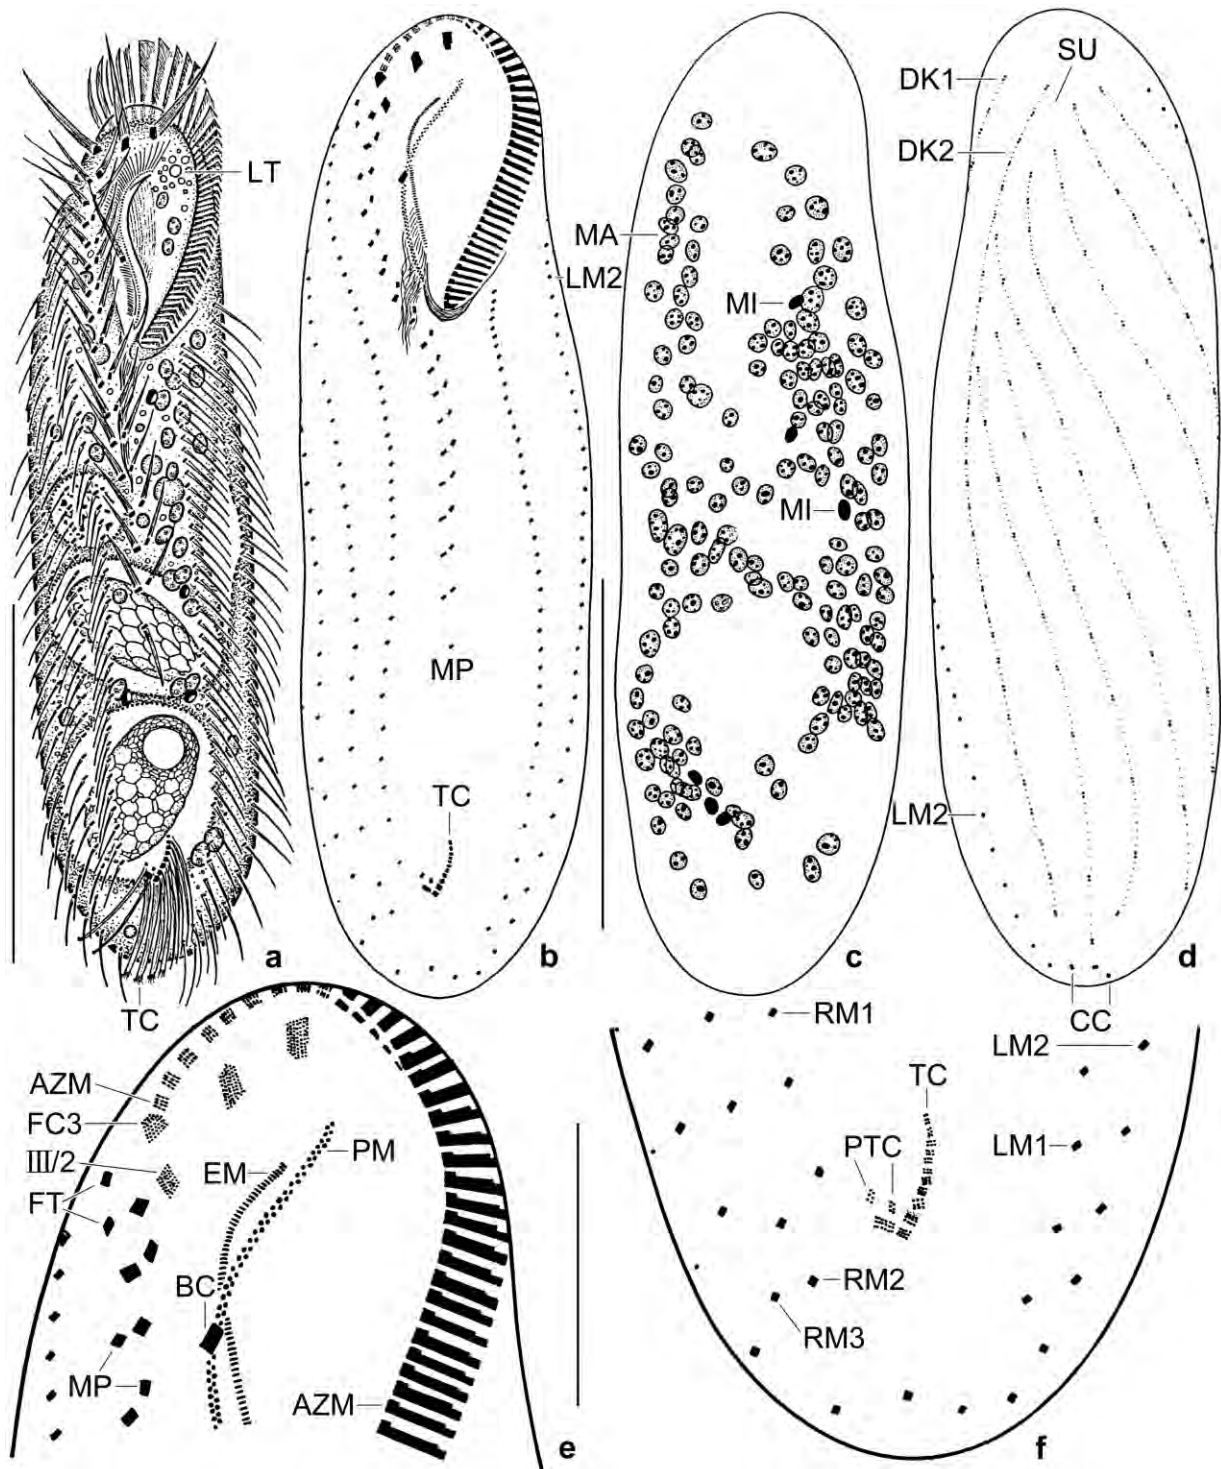 SU
DK1
DK2
LT
MA
LM2
MI
MI
MP
TC
LM2
a
b
c
d
TC
CC
RM1
LM2
AZM
TC
FC3
PM
PTC
LM1
III/2
EM
FT
BC
RM2
RM3
MP
AZM
e
f